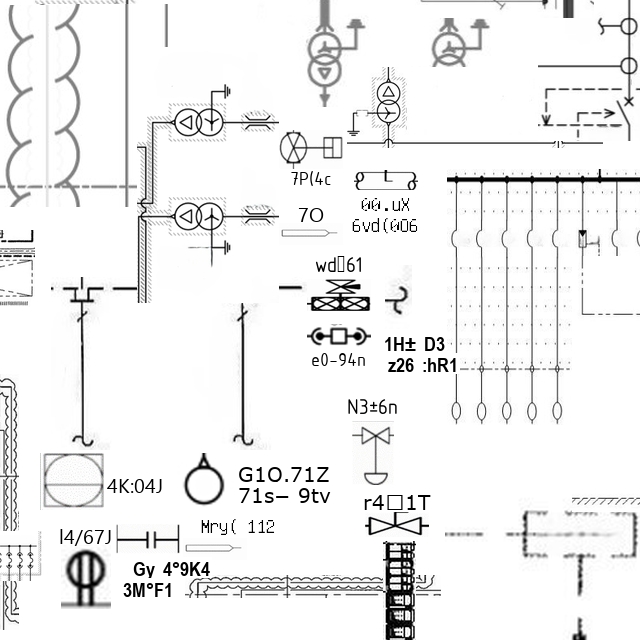 7P(4c
00.uX
6vd(006
7O
wd□61
1H± D3
z26 :hR1
e0-94n
N3±6n
4K:04J
G1O.71Z
71s− 9tv
r4□1T
Mry( 112
I4/67J
Gy 4°9K4
3M°F1